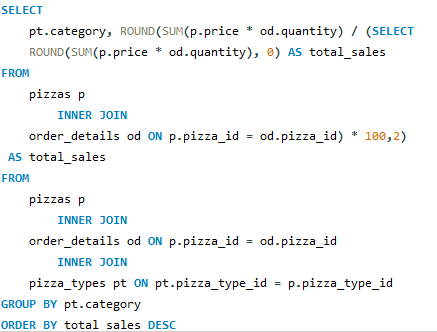 SELECT
pt.category, ROUND(SUM(p.price * od.quantity) / (SELECT
ROUND(SUM(p.price * od.quantity), 0) AS total_sales
FROM
pizzas p
INNER JOIN
order_details od ON p.pizza_id = od.pizza_id) * 100,2)
AS total_sales
FROM
pizzas p
INNER JOIN
order_details od ON p.pizza_id = od.pizza_id
INNER JOIN
pizza_types pt ON pt.pizza_type_id = p.pizza_type_id
GROUP BY pt.category
ORDER BY total_sales DESC